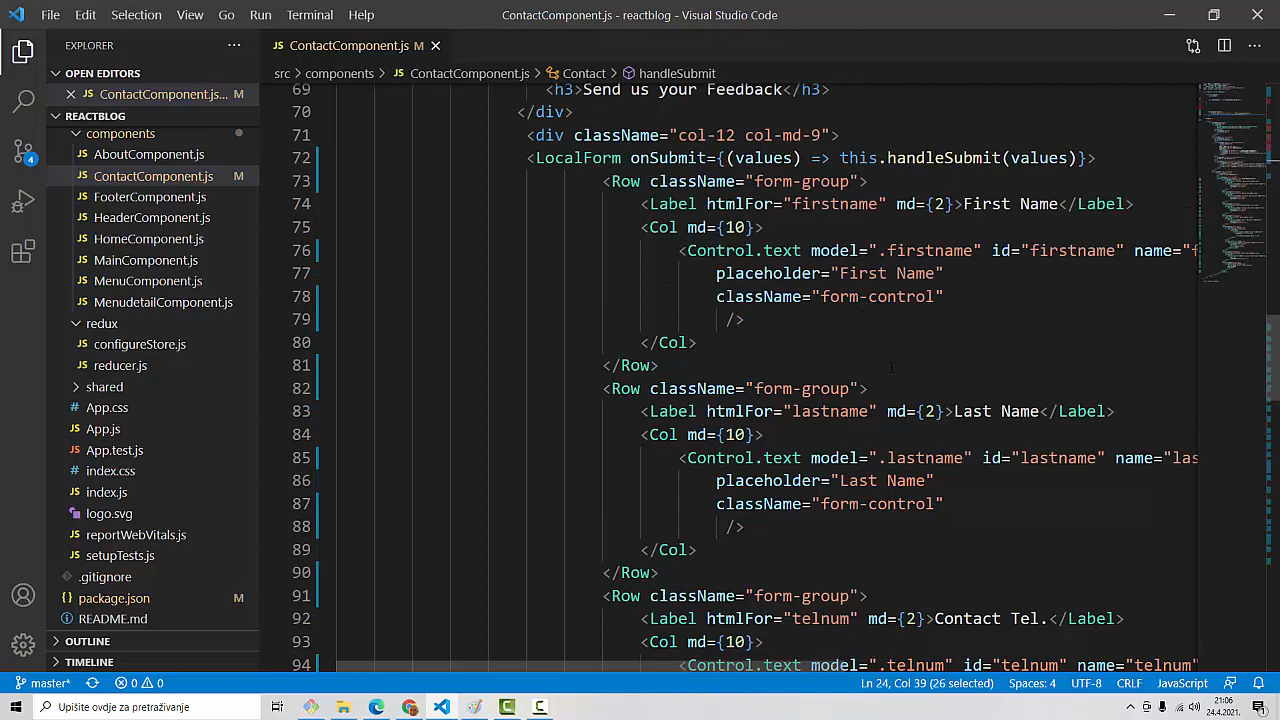 File Edit Selection View Go Run Terminal Help ContactComponent.js - reactblog - Visual Studio Code
EXPLORER
OPEN EDITORS
ContactComponent.js... M
REACTBLOG
components
AboutComponent.js
ContactComponent.js M
FooterComponent.js
HeaderComponent.js
HomeComponent.js
MainComponent.js
MenuComponent.js
MenudetailComponent.js
redux
configureStore.js
reducer.js
shared
App.css
App.js
App.test.js
index.css
index.js
logo.svg
reportWebVitals.js
setupTests.js
.gitignore
package.json M
README.md
OUTLINE
TIMELINE
JS ContactComponent.js M
src > components > JS ContactComponent.js > Contact > handleSubmit
69 <h3>Send us your Feedback</h3>
70 </div>
71 <div className="col-12 col-md-9">
72 <LocalForm onSubmit={(values) => this.handleSubmit(values)}>
73 <Row className="form-group">
74 <Label htmlFor="firstname" md={2}>First Name</Label>
75 <Col md={10}>
76 <Control.text model=".firstname" id="firstname" name="f
77 placeholder="First Name"
78 className="form-control"
79 />
80 </Col>
81 </Row>
82 <Row className="form-group">
83 <Label htmlFor="lastname" md={2}>Last Name</Label>
84 <Col md={10}>
85 <Control.text model=".lastname" id="lastname" name="las
86 placeholder="Last Name"
87 className="form-control"
88 />
89 </Col>
90 </Row>
91 <Row className="form-group">
92 <Label htmlFor="telnum" md={2}>Contact Tel.</Label>
93 <Col md={10}>
94 <Control.text model=".telnum" id="telnum" name="telnum"
master* 0 0 Ln 24, Col 39 (26 selected) Spaces: 4 UTF-8 CRLF JavaScript
Upišite ovdje za pretraživanje 21:06
24.4.2021.